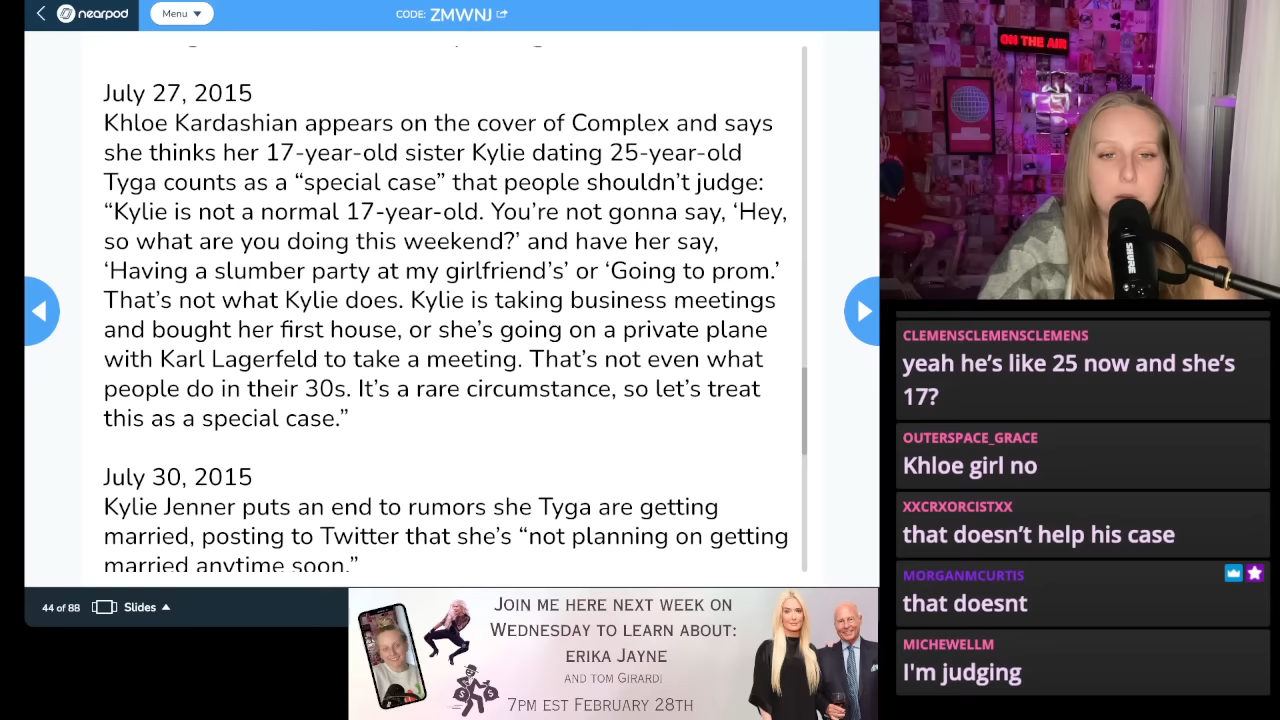 nearpod
Menu
CODE: ZMWNJ
July 27, 2015
Khloe Kardashian appears on the cover of Complex and says
she thinks her 17-year-old sister Kylie dating 25-year-old
Tyga counts as a “special case” that people shouldn’t judge:
“Kylie is not a normal 17-year-old. You’re not gonna say, ‘Hey,
so what are you doing this weekend?’ and have her say,
‘Having a slumber party at my girlfriend’s’ or ‘Going to prom.’
That’s not what Kylie does. Kylie is taking business meetings
and bought her first house, or she’s going on a private plane
with Karl Lagerfeld to take a meeting. That’s not even what
people do in their 30s. It’s a rare circumstance, so let’s treat
this as a special case.”
July 30, 2015
Kylie Jenner puts an end to rumors she Tyga are getting
married, posting to Twitter that she’s “not planning on getting
married anytime soon.”
44 of 88
Slides
JOIN ME HERE NEXT WEEK ON
WEDNESDAY TO LEARN ABOUT:
ERIKA JAYNE
AND TOM GIRARDI
7PM EST FEBRUARY 28TH
ON THE AIR
SHURE
CLEMENSCLEMENSCLEMENS
yeah he’s like 25 now and she’s
17?
OUTERSPACE_GRACE
Khloe girl no
XXCRXORCISTXX
that doesn’t help his case
MORGANMCURTIS
that doesnt
MICHEWELLM
I'm judging